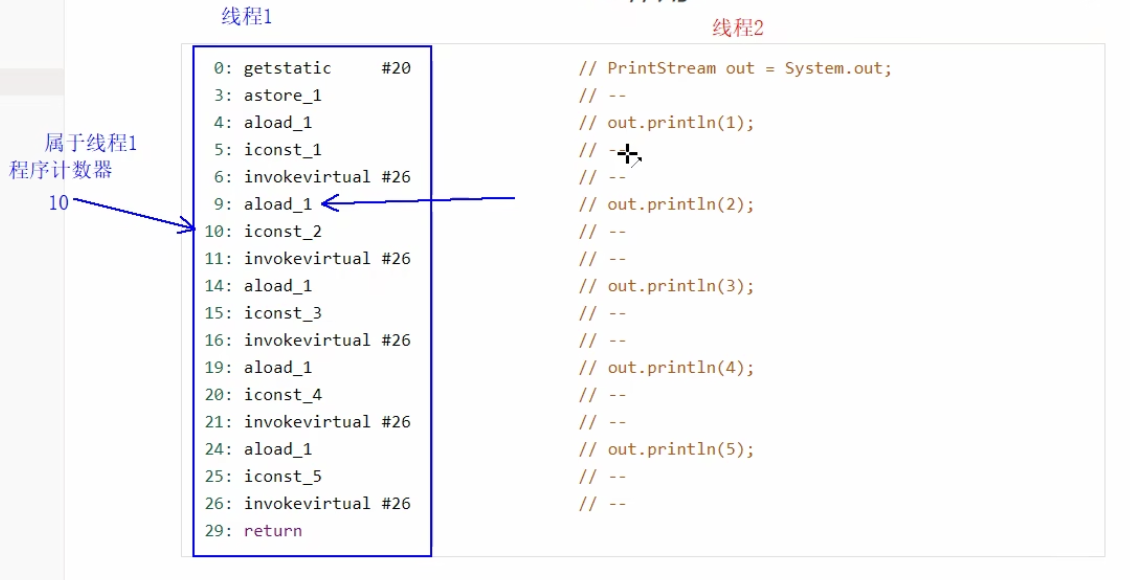 线程1
线程2
属于线程1
程序计数器
10
0: getstatic #20 // PrintStream out = System.out;
3: astore_1 // --
4: aload_1 // out.println(1);
5: iconst_1 // --
6: invokevirtual #26 // --
9: aload_1 // out.println(2);
10: iconst_2 // --
11: invokevirtual #26 // --
14: aload_1 // out.println(3);
15: iconst_3 // --
16: invokevirtual #26 // --
19: aload_1 // out.println(4);
20: iconst_4 // --
21: invokevirtual #26 // --
24: aload_1 // out.println(5);
25: iconst_5 // --
26: invokevirtual #26 // --
29: return